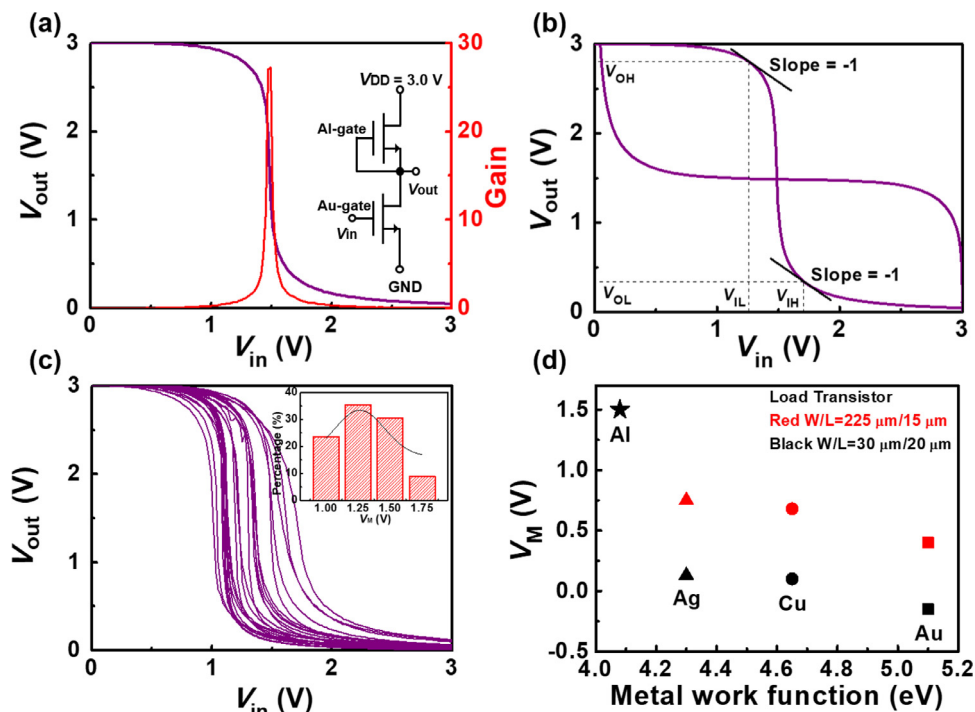 (a)
3
2
1
0
V_out (V)
30
20
10
0
Gain
V_DD = 3.0 V
Al-gate
V_out
Au-gate
V_in
GND
0 1 2 3
V_in (V)
(b)
3
2
1
0
V_out (V)
V_OH
Slope = -1
Slope = -1
V_OL
V_IL
V_IH
0 1 2 3
V_in (V)
(c)
3
2
1
0
V_out (V)
40
30
20
10
0
Percentage (%)
1.00 1.25 1.50 1.75
V_M (V)
0 1 2 3
V_in (V)
(d)
1.5
1.0
0.5
0.0
-0.5
V_M (V)
Load Transistor
Red W/L=225 μm/15 μm
Black W/L=30 μm/20 μm
Al
Ag
Cu
Au
4.0 4.2 4.4 4.6 4.8 5.0 5.2
Metal work function (eV)